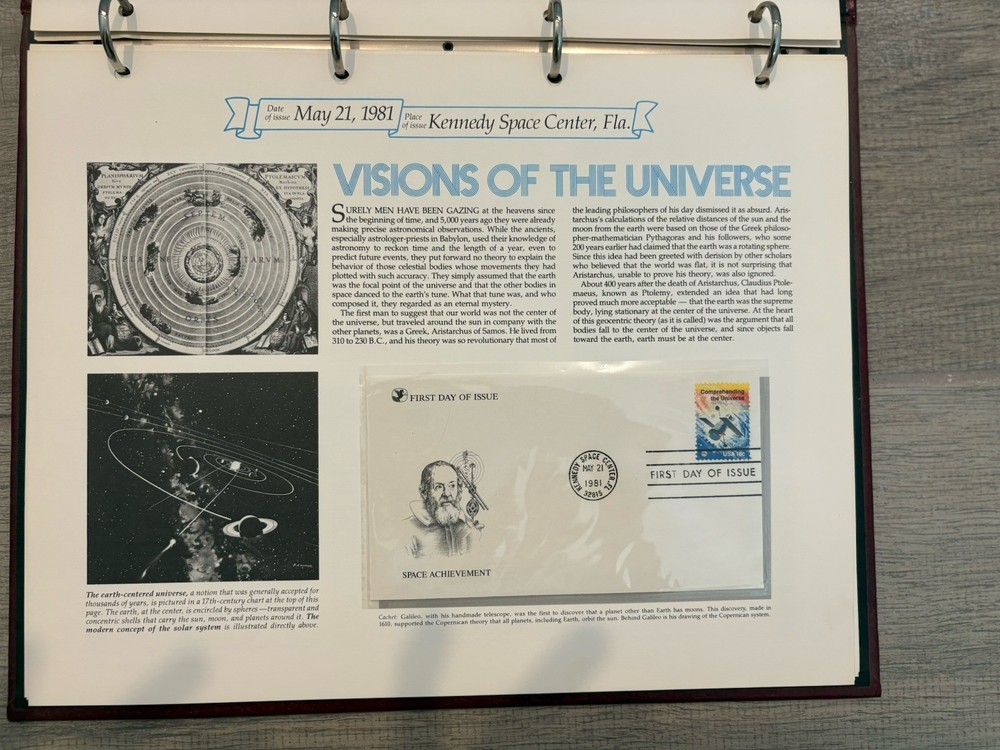 Date
of issue May 21, 1981 Place
of issue Kennedy Space Center, Fla.
PLANISPHÆRIVM
PTOLEMAICVM
VISIONS OF THE UNIVERSE
SURELY MEN HAVE BEEN GAZING at the heavens since
the beginning of time, and 5,000 years ago they were already
making precise astronomical observations. While the ancients,
especially astrologer-priests in Babylon, used their knowledge of
astronomy to reckon time and the length of a year, even to
predict future events, they put forward no theory to explain the
behavior of those celestial bodies whose movements they had
plotted with such accuracy. They simply assumed that the earth
was the focal point of the universe and that the other bodies in
space danced to the earth's tune. What that tune was, and who
composed it, they regarded as an eternal mystery.
The first man to suggest that our world was not the center of
the universe, but traveled around the sun in company with the
other planets, was a Greek, Aristarchus of Samos. He lived from
310 to 230 B.C., and his theory was so revolutionary that most of
the leading philosophers of his day dismissed it as absurd. Aris-
tarchus's calculations of the relative distances of the sun and the
moon from the earth were based on those of the Greek philoso-
pher-mathematician Pythagoras and his followers, who some
200 years earlier had claimed that the earth was a rotating sphere.
Since this idea had been greeted with derision by other scholars
who believed that the world was flat, it is not surprising that
Aristarchus, unable to prove his theory, was also ignored.
About 400 years after the death of Aristarchus, Claudius Ptole-
maeus, known as Ptolemy, extended an idea that had long
proved much more acceptable — that the earth was the supreme
body, lying stationary at the center of the universe. At the heart
of this geocentric theory (as it is called) was the argument that all
bodies fall to the center of the universe, and since objects fall
toward the earth, earth must be at the center.
FIRST DAY OF ISSUE
Comprehending
the Universe
USA 18c
KENNEDY SPACE CENTER, FL
MAY 21
1981
32815
FIRST DAY OF ISSUE
SPACE ACHIEVEMENT
The earth-centered universe, a notion that was generally accepted for
thousands of years, is pictured in a 17th-century chart at the top of this
page. The earth, at the center, is encircled by spheres — transparent and
concentric shells that carry the sun, moon, and planets around it. The
modern concept of the solar system is illustrated directly above.
Cachet: Galileo, with his handmade telescope, was the first to discover that a planet other than Earth has moons. This discovery, made in
1610, supported the Copernican theory that all planets, including Earth, orbit the sun. Behind Galileo is his drawing of the Copernican system.